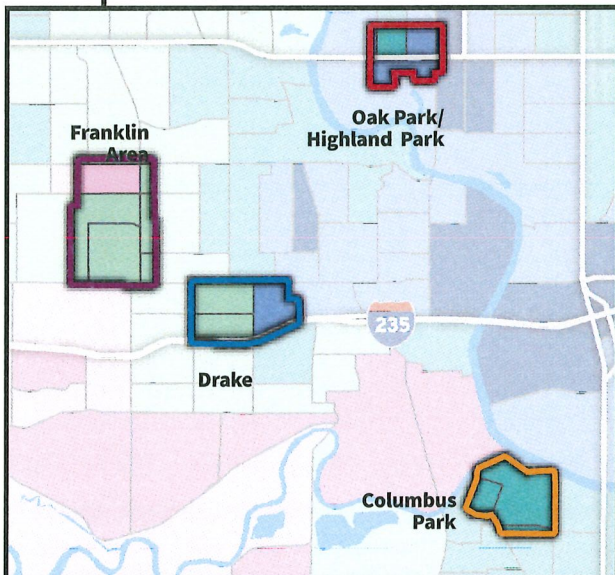 Oak Park/
Highland Park
Franklin
Area
235
Drake
Columbus
Park